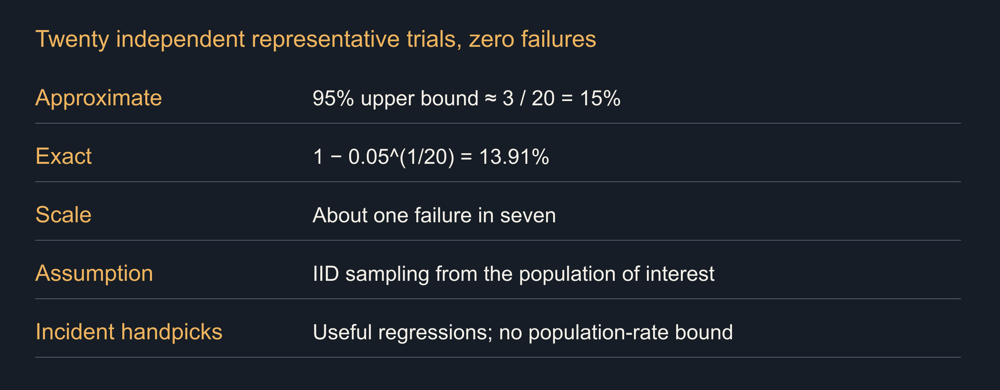 Twenty independent representative trials, zero failures
Approximate 95% upper bound ≈ 3 / 20 = 15%
Exact 1 − 0.05^(1/20) = 13.91%
Scale About one failure in seven
Assumption IID sampling from the population of interest
Incident handpicks Useful regressions; no population-rate bound